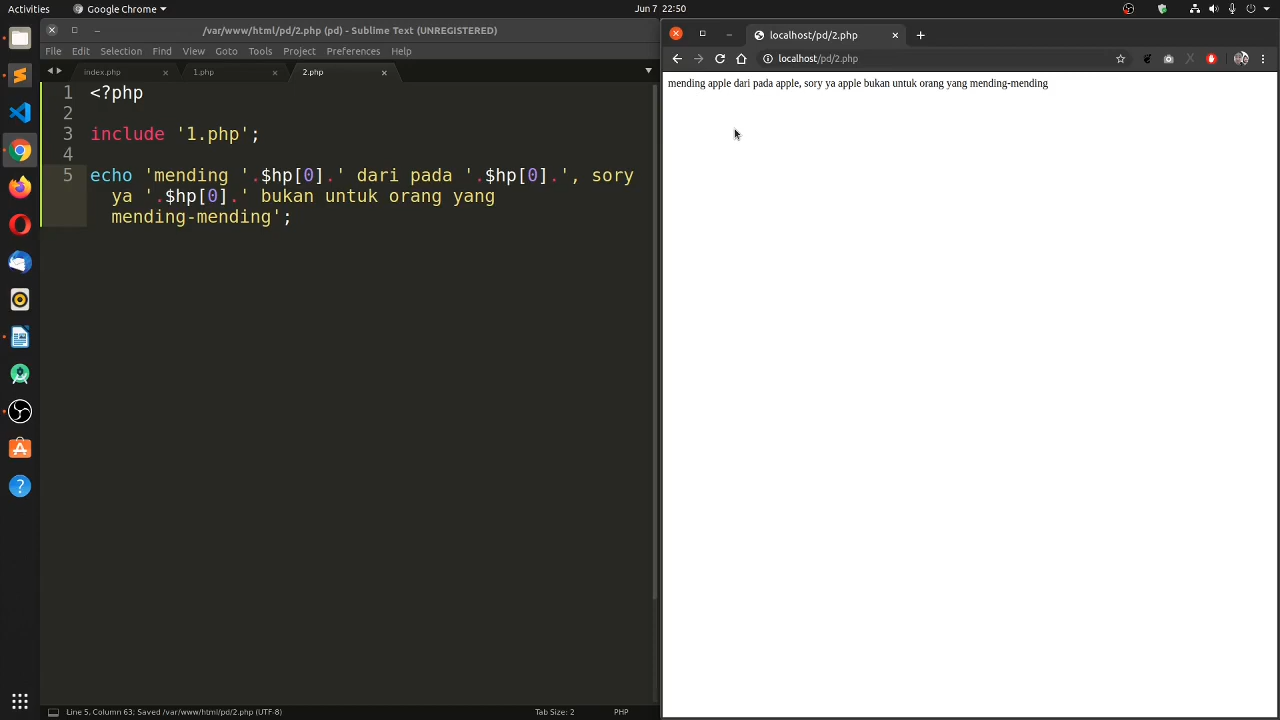 Activities
Google Chrome
Jun 7 22:50
/var/www/html/pd/2.php (pd) - Sublime Text (UNREGISTERED)
File Edit Selection Find View Goto Tools Project Preferences Help
index.php 1.php 2.php
1 <?php
2
3 include '1.php';
4
5 echo 'mending '.$hp[0].' dari pada '.$hp[0].', sory
ya '.$hp[0].' bukan untuk orang yang
mending-mending';
Line 5, Column 63; Saved /var/www/html/pd/2.php (UTF-8)
Tab Size: 2
PHP
localhost/pd/2.php
localhost/pd/2.php
mending apple dari pada apple, sory ya apple bukan untuk orang yang mending-mending